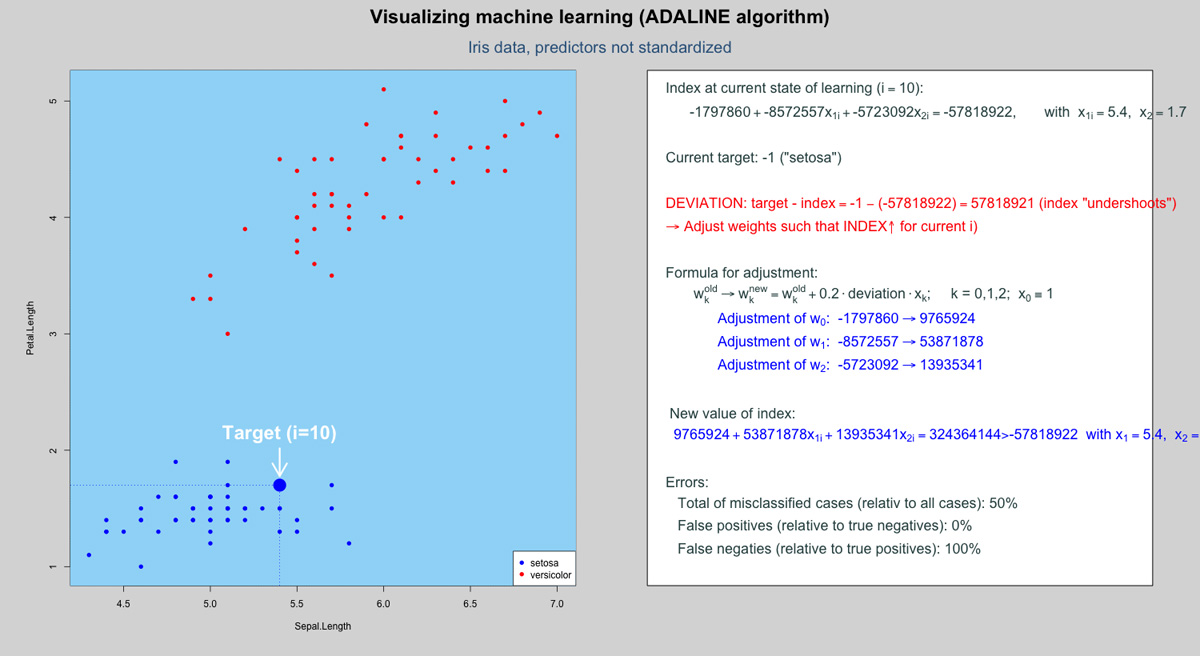 Visualizing machine learning (ADALINE algorithm)
Iris data, predictors not standardized
Petal.Length
5
4
3
2
1
Target (i=10)
setosa
versicolor
4.5 5.0 5.5 6.0 6.5 7.0
Sepal.Length
Index at current state of learning (i = 10):
-1797860 + -8572557x₁ᵢ + -5723092x₂ᵢ = -57818922, with x₁ᵢ = 5.4, x₂ = 1.7
Current target: -1 ("setosa")
DEVIATION: target - index = -1 − (-57818922) = 57818921 (index "undershoots")
→ Adjust weights such that INDEX↑ for current i)
Formula for adjustment:
w_k^old → w_k^new = w_k^old + 0.2 · deviation · x_k; k = 0,1,2; x₀ ≡ 1
Adjustment of w₀: -1797860 → 9765924
Adjustment of w₁: -8572557 → 53871878
Adjustment of w₂: -5723092 → 13935341
New value of index:
9765924 + 53871878x₁ᵢ + 13935341x₂ᵢ = 324364144>-57818922 with x₁ = 5.4, x₂ =
Errors:
Total of misclassified cases (relativ to all cases): 50%
False positives (relative to true negatives): 0%
False negaties (relative to true positives): 100%